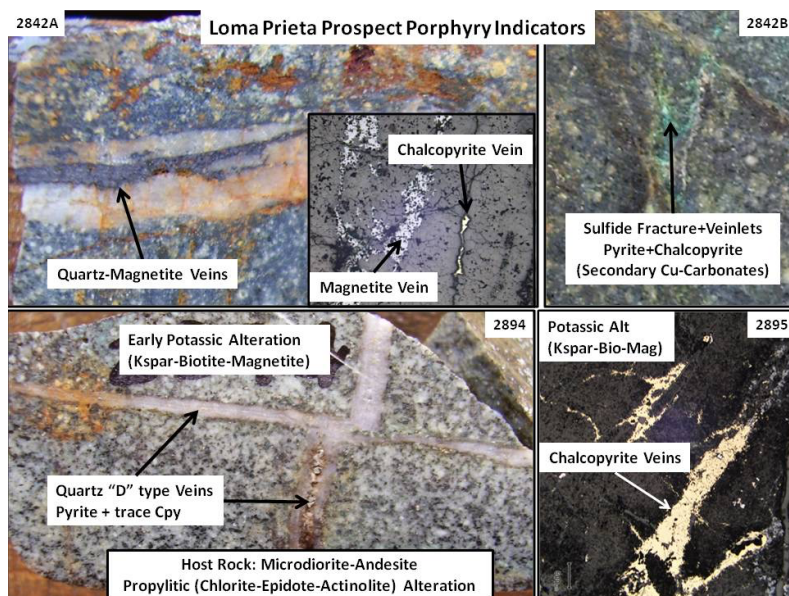 Loma Prieta Prospect Porphyry Indicators
2842A
2842B
Chalcopyrite Vein
Quartz-Magnetite Veins
Magnetite Vein
Sulfide Fracture+Veinlets
Pyrite+Chalcopyrite
(Secondary Cu-Carbonates)
2894
Early Potassic Alteration
(Kspar-Biotite-Magnetite)
Quartz “D” type Veins
Pyrite + trace Cpy
Host Rock: Microdiorite-Andesite
Propylitic (Chlorite-Epidote-Actinolite) Alteration
2895
Potassic Alt
(Kspar-Bio-Mag)
Chalcopyrite Veins